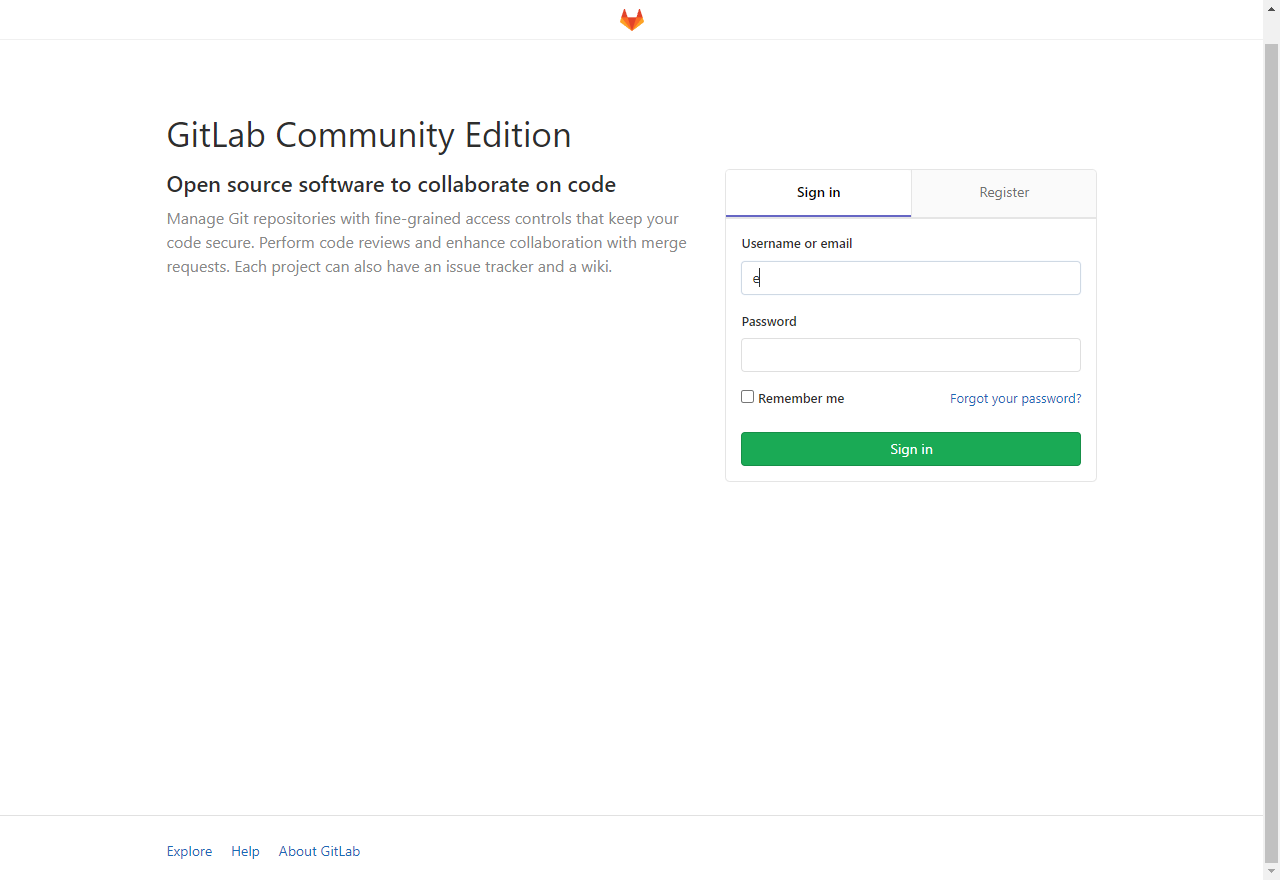 GitLab Community Edition
Open source software to collaborate on code
Manage Git repositories with fine-grained access controls that keep your
code secure. Perform code reviews and enhance collaboration with merge
requests. Each project can also have an issue tracker and a wiki.
Sign in
Register
Username or email
e
Password
Remember me
Forgot your password?
Sign in
Explore
Help
About GitLab